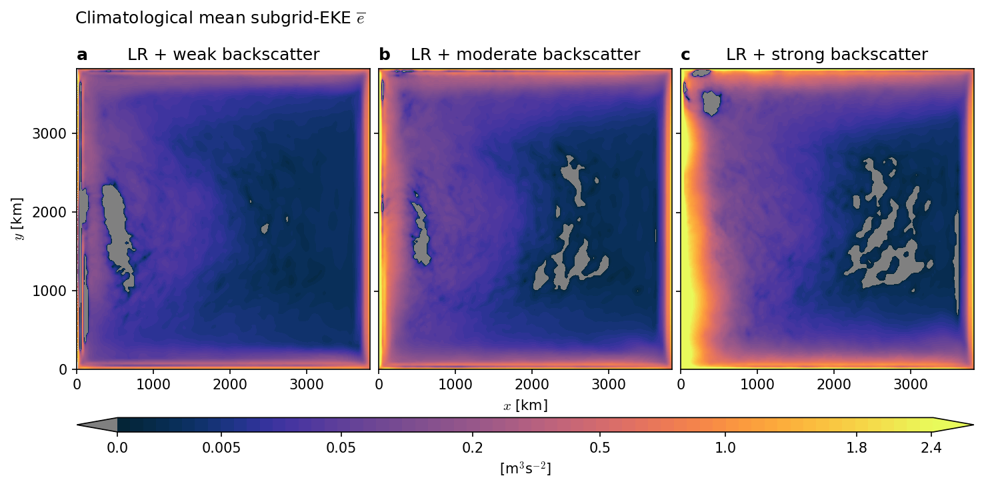 Climatological mean subgrid-EKE e̅
a LR + weak backscatter
b LR + moderate backscatter
c LR + strong backscatter
y [km]
3000
2000
1000
0
0 1000 2000 3000
0 1000 2000 3000
0 1000 2000 3000
x [km]
0.0 0.005 0.05 0.2 0.5 1.0 1.8 2.4
[m³s⁻²]